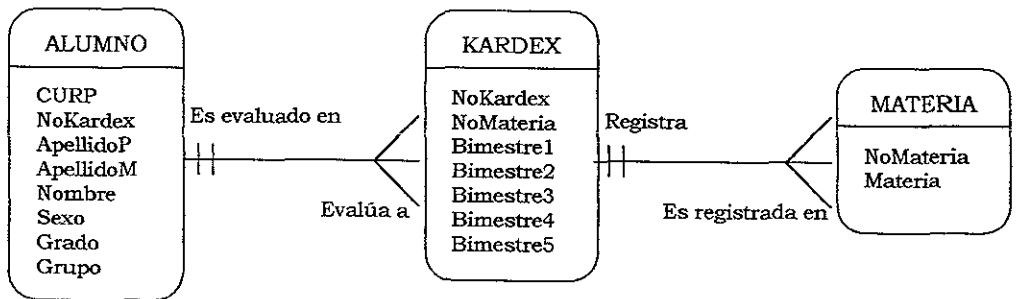 ALUMNO
CURP
NoKardex
ApellidoP
ApellidoM
Nombre
Sexo
Grado
Grupo
Es evaluado en
Evalúa a
KARDEX
NoKardex
NoMateria
Bimestre1
Bimestre2
Bimestre3
Bimestre4
Bimestre5
Registra
Es registrada en
MATERIA
NoMateria
Materia